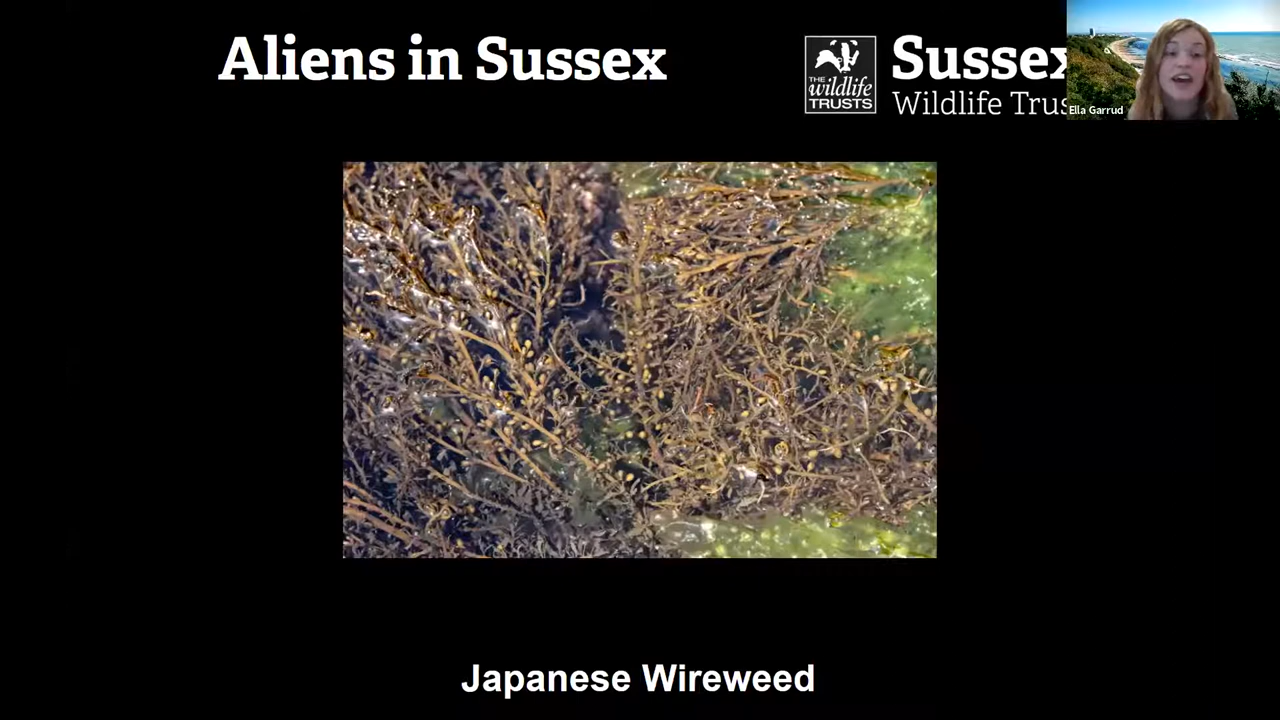 Aliens in Sussex
THE
wildlife
TRUSTS
Sussex
Wildlife Trus
Ella Garrud
Japanese Wireweed